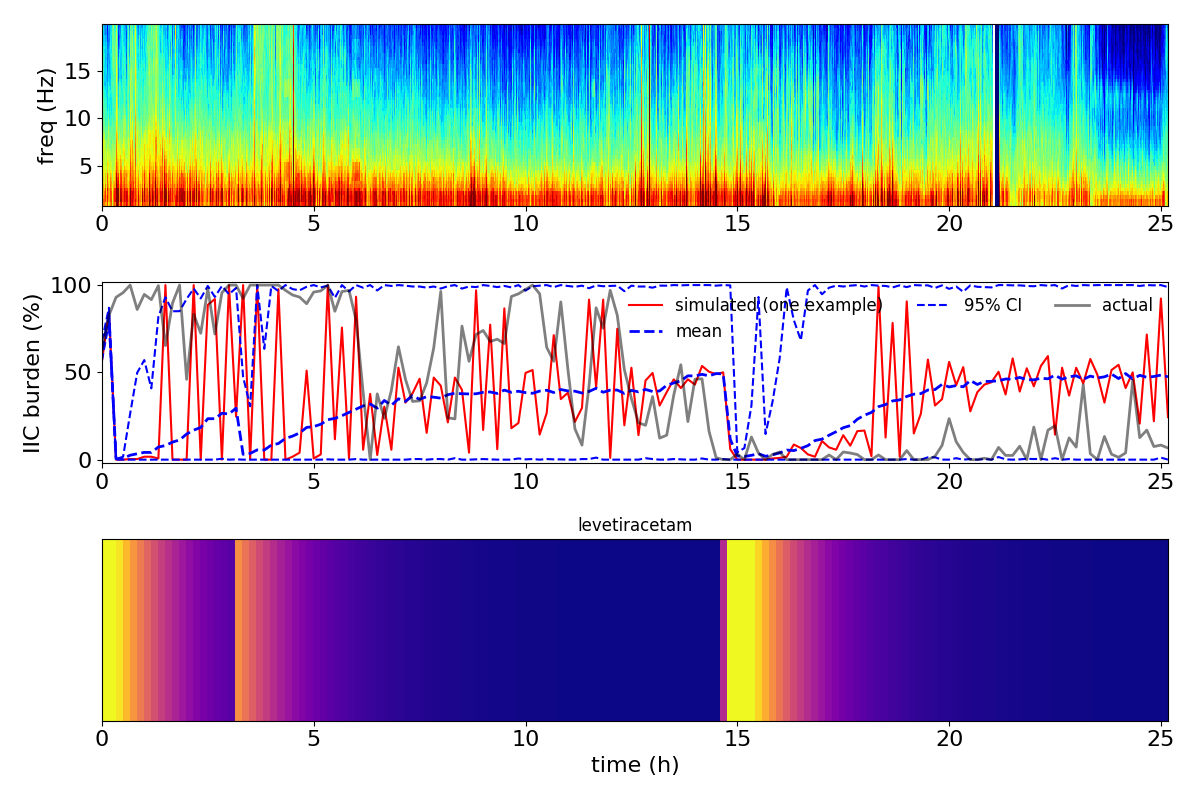 freq (Hz)
15
10
5
0 5 10 15 20 25
IIC burden (%)
100
50
0
simulated (one example) 95% CI actual
mean
0 5 10 15 20 25
levetiracetam
0 5 10 15 20 25
time (h)